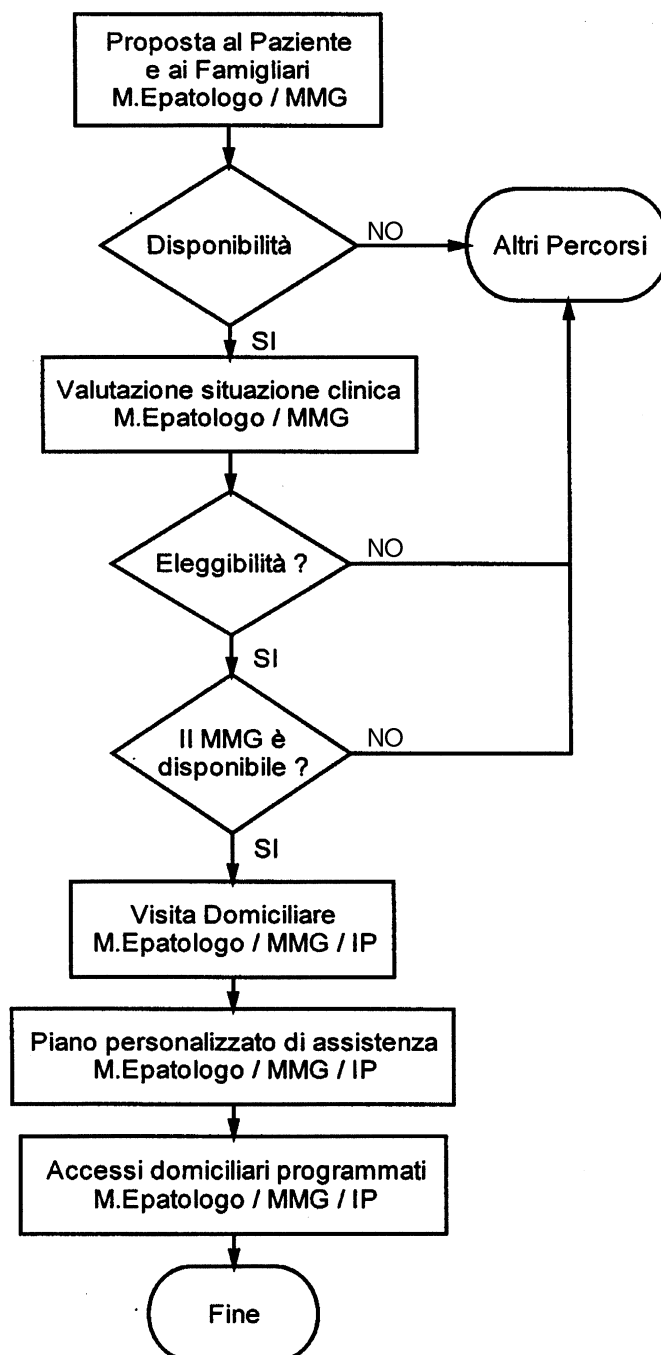 Proposta al Paziente
e ai Famigliari
M.Epatologo / MMG
Disponibilità
NO
Altri Percorsi
SI
Valutazione situazione clinica
M.Epatologo / MMG
Eleggibilità ?
NO
SI
Il MMG è
disponibile ?
NO
SI
Visita Domiciliare
M.Epatologo / MMG / IP
Piano personalizzato di assistenza
M.Epatologo / MMG / IP
Accessi domiciliari programmati
M.Epatologo / MMG / IP
Fine